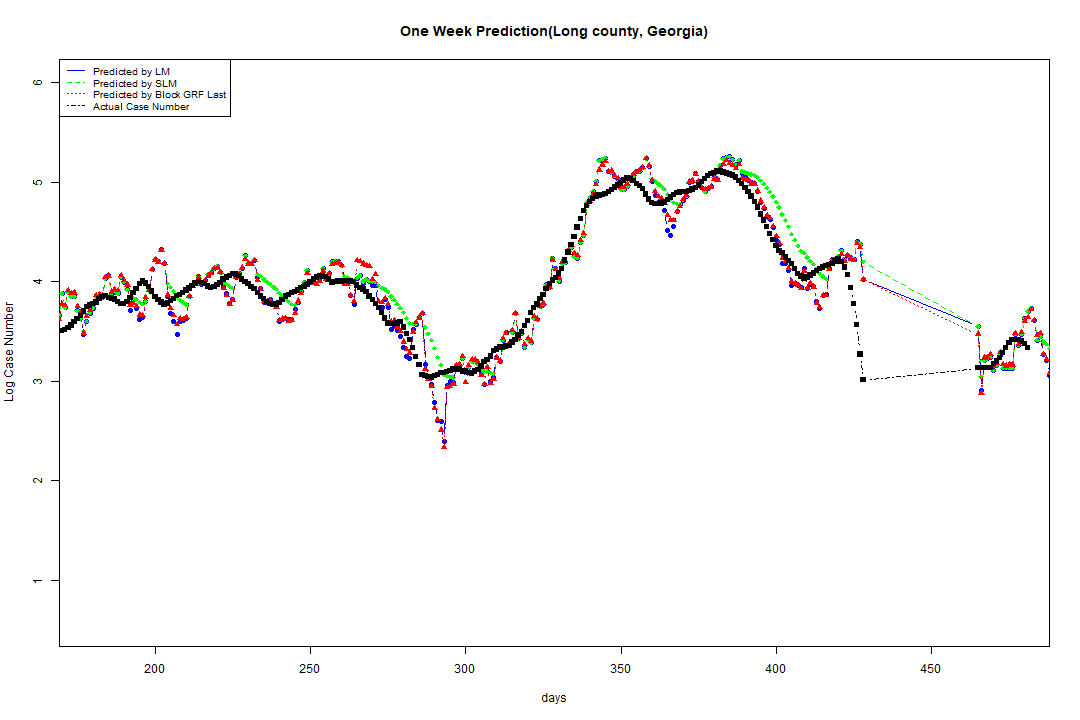 One Week Prediction(Long county, Georgia)
Predicted by LM
Predicted by SLM
Predicted by Block GRF Last
Actual Case Number
6
5
4
3
2
1
Log Case Number
200 250 300 350 400 450
days